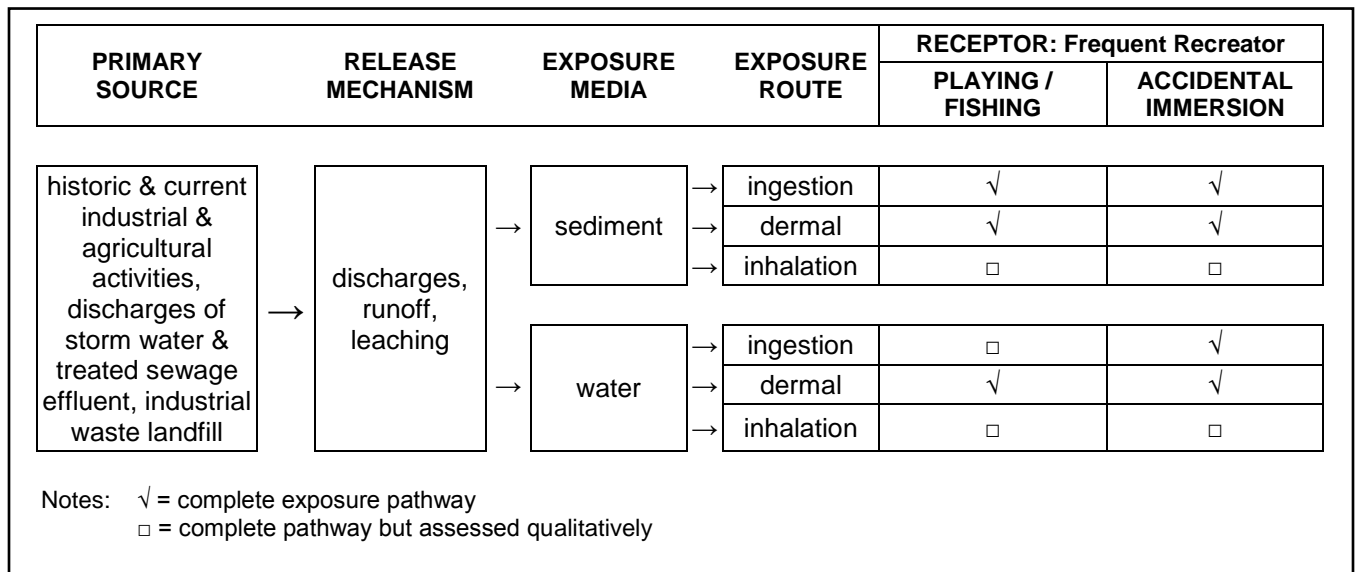 PRIMARY SOURCE
RELEASE MECHANISM
EXPOSURE MEDIA
EXPOSURE ROUTE
RECEPTOR: Frequent Recreator
PLAYING / FISHING
ACCIDENTAL IMMERSION
historic & current
industrial &
agricultural
activities,
discharges of
storm water &
treated sewage
effluent, industrial
waste landfill
→
discharges,
runoff,
leaching
→ sediment
→ ingestion √ √
→ dermal √ √
→ inhalation □ □
→ water
→ ingestion □ √
→ dermal √ √
→ inhalation □ □
Notes: √ = complete exposure pathway
□ = complete pathway but assessed qualitatively